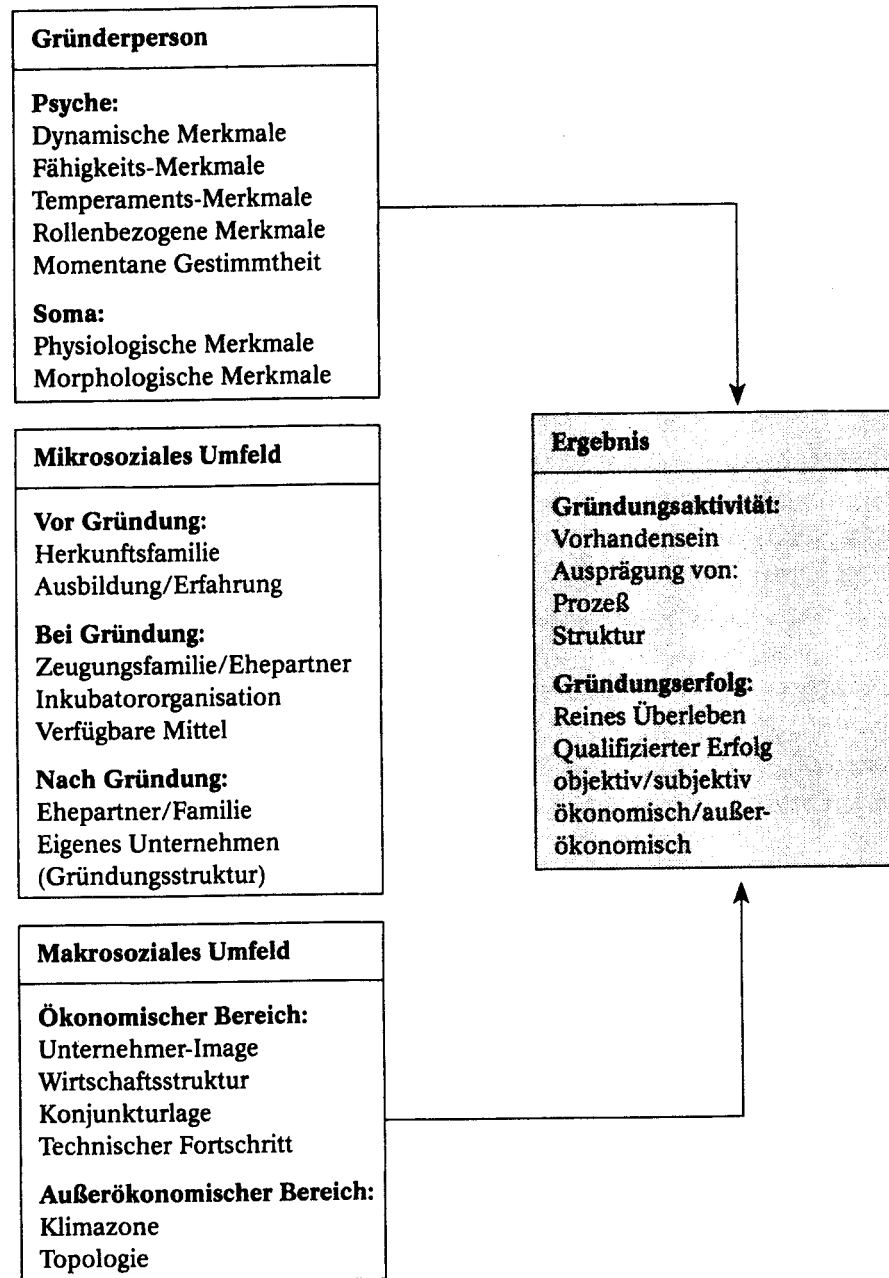 Gründerperson
Psyche:
Dynamische Merkmale
Fähigkeits-Merkmale
Temperaments-Merkmale
Rollenbezogene Merkmale
Momentane Gestimmtheit
Soma:
Physiologische Merkmale
Morphologische Merkmale
Mikrosoziales Umfeld
Vor Gründung:
Herkunftsfamilie
Ausbildung/Erfahrung
Bei Gründung:
Zeugungsfamilie/Ehepartner
Inkubatororganisation
Verfügbare Mittel
Nach Gründung:
Ehepartner/Familie
Eigenes Unternehmen
(Gründungsstruktur)
Makrosoziales Umfeld
Ökonomischer Bereich:
Unternehmer-Image
Wirtschaftsstruktur
Konjunkturlage
Technischer Fortschritt
Außerökonomischer Bereich:
Klimazone
Topologie
Ergebnis
Gründungsaktivität:
Vorhandensein
Ausprägung von:
Prozeß
Struktur
Gründungserfolg:
Reines Überleben
Qualifizierter Erfolg
objektiv/subjektiv
ökonomisch/außer-
ökonomisch